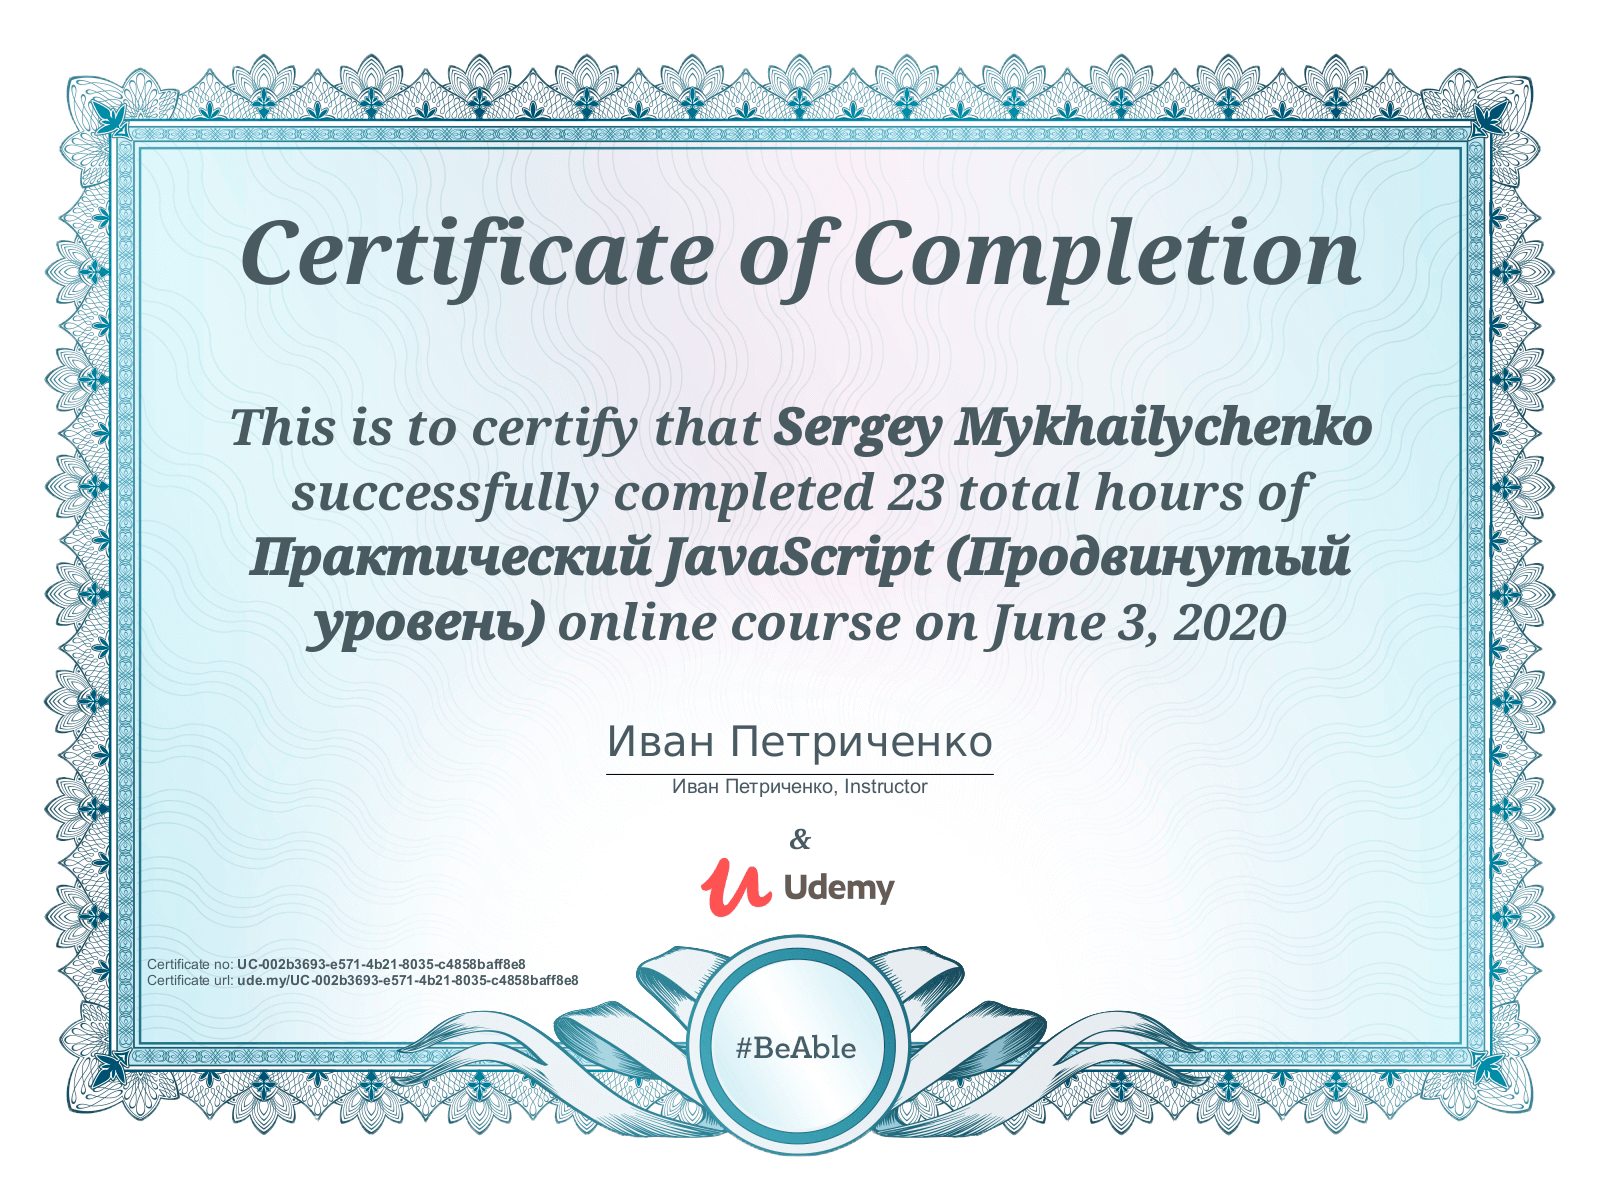 Certificate of Completion
This is to certify that Sergey Mykhailychenko
successfully completed 23 total hours of
Практический JavaScript (Продвинутый
уровень) online course on June 3, 2020
Иван Петриченко
Иван Петриченко, Instructor
&
Udemy
Certificate no: UC-002b3693-e571-4b21-8035-c4858baff8e8
Certificate url: ude.my/UC-002b3693-e571-4b21-8035-c4858baff8e8
#BeAble